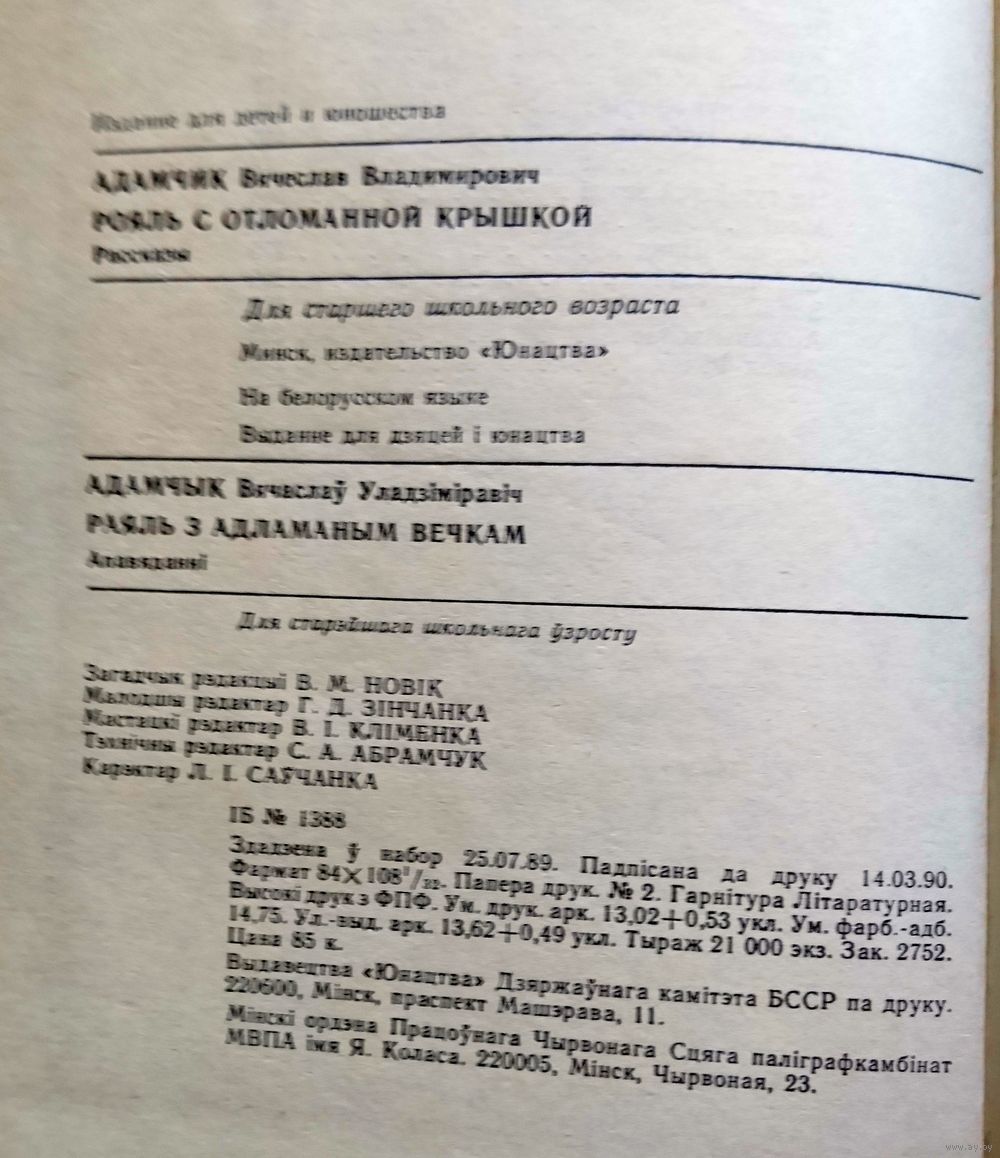 Издание для детей и юношества
АДАМЧИК Вячеслав Владимирович
РОЯЛЬ С ОТЛОМАННОЙ КРЫШКОЙ
Рассказы
Для старшего школьного возраста
Минск, издательство «Юнацтва»
На белорусском языке
Выданне для дзяцей і юнацтва
АДАМЧЫК Вячаслаў Уладзіміравіч
РАЯЛЬ З АДЛАМАНЫМ ВЕЧКАМ
Апавяданні
Для старэйшага школьнага ўзросту
Загадчык рэдакцыі В. М. НОВІК
Малодшы рэдактар Г. Д. ЗІНЧАНКА
Мастацкі рэдактар В. І. КЛІМЕНКА
Тэхнічны рэдактар С. А. АБРАМЧУК
Карэктар Л. І. САЎЧАНКА
ІБ № 1388
Здадзена ў набор 25.07.89. Падпісана да друку 14.03.90.
Фармат 84×108¹/₃₂. Папера друк. № 2. Гарнітура Літаратурная.
Высокі друк з ФПФ. Ум. друк. арк. 13,02+0,53 укл. Ум. фарб.-адб.
14,75. Ул.-выд. арк. 13,62+0,49 укл. Тыраж 21 000 экз. Зак. 2752.
Цана 85 к.
Выдавецтва «Юнацтва» Дзяржаўнага камітэта БССР па друку.
220600, Мінск, праспект Машэрава, 11.
Мінскі ордэна Працоўнага Чырвонага Сцяга паліграфкамбінат
МВПА імя Я. Коласа. 220005, Мінск, Чырвоная, 23.
www.ay.by